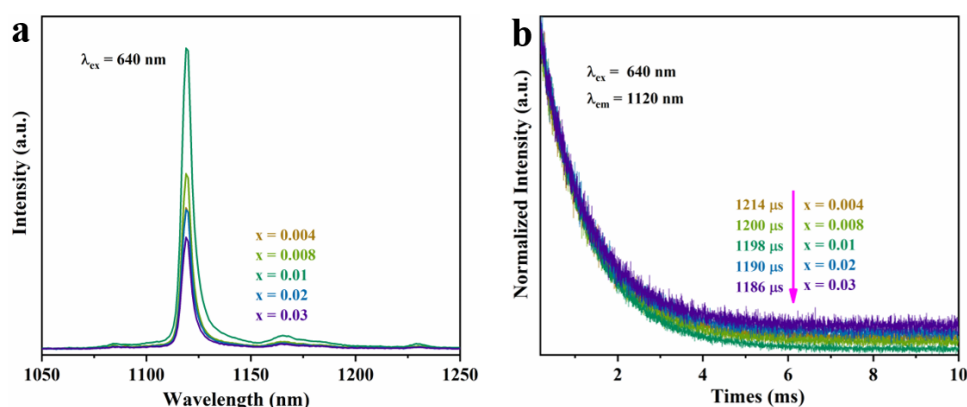 a
λex = 640 nm
Intensity (a.u.)
x = 0.004
x = 0.008
x = 0.01
x = 0.02
x = 0.03
1050 1100 1150 1200 1250
Wavelength (nm)
b
λex = 640 nm
λem = 1120 nm
Normalized Intensity (a.u.)
1214 μs x = 0.004
1200 μs x = 0.008
1198 μs x = 0.01
1190 μs x = 0.02
1186 μs x = 0.03
2 4 6 8 10
Times (ms)